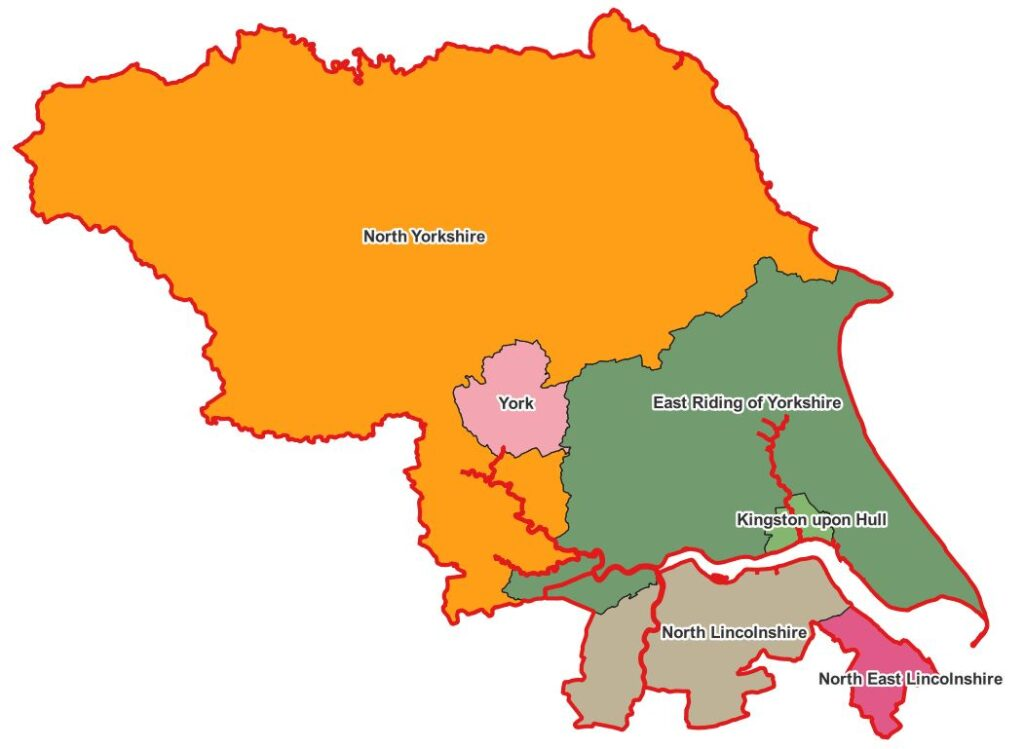 North Yorkshire
York
East Riding of Yorkshire
Kingston upon Hull
North Lincolnshire
North East Lincolnshire